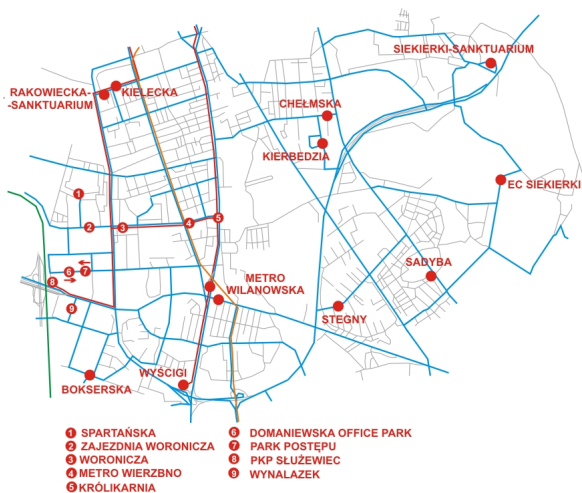 SIEKIERKI-SANKTUARIUM
RAKOWIECKA-
-SANKTUARIUM
KIELECKA
CHEŁMSKA
KIERBEDZIA
EC SIEKIERKI
1
2
3
4
5
6
7
8
9
SADYBA
METRO
WILANOWSKA
STEGNY
WYŚCIGI
BOKSERSKA
1 SPARTAŃSKA
2 ZAJEZDNIA WORONICZA
3 WORONICZA
4 METRO WIERZBNO
5 KRÓLIKARNIA
6 DOMANIEWSKA OFFICE PARK
7 PARK POSTĘPU
8 PKP SŁUŻEWIEC
9 WYNALAZEK